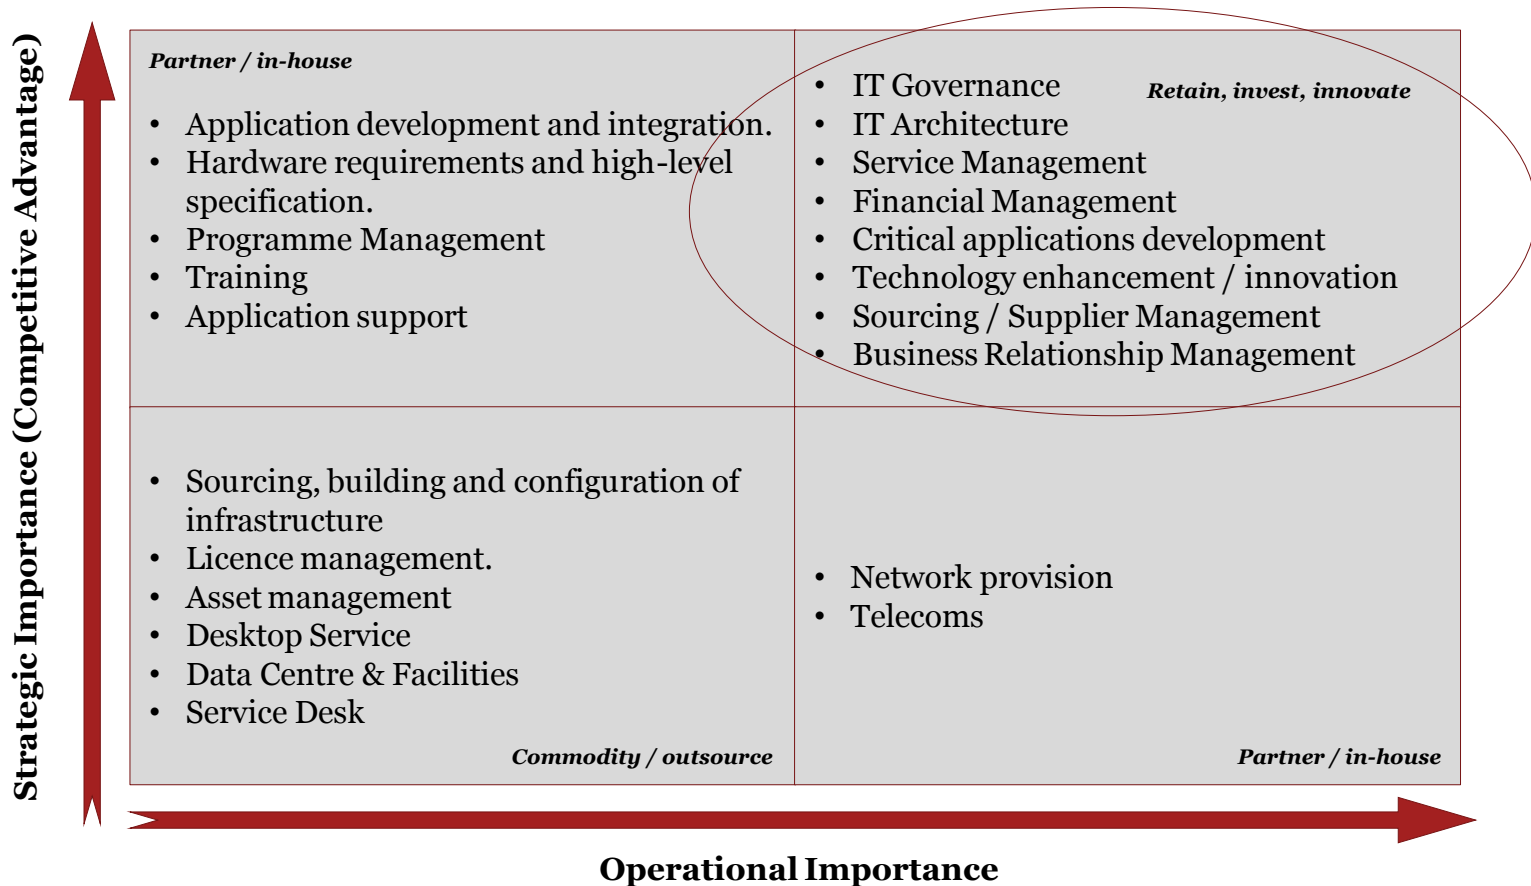 Strategic Importance (Competitive Advantage)
Partner / in-house
• Application development and integration.
• Hardware requirements and high-level
specification.
• Programme Management
• Training
• Application support
• IT Governance
Retain, invest, innovate
• IT Architecture
• Service Management
• Financial Management
• Critical applications development
• Technology enhancement / innovation
• Sourcing / Supplier Management
• Business Relationship Management
• Sourcing, building and configuration of
infrastructure
• Licence management.
• Asset management
• Desktop Service
• Data Centre & Facilities
• Service Desk
Commodity / outsource
• Network provision
• Telecoms
Partner / in-house
Operational Importance